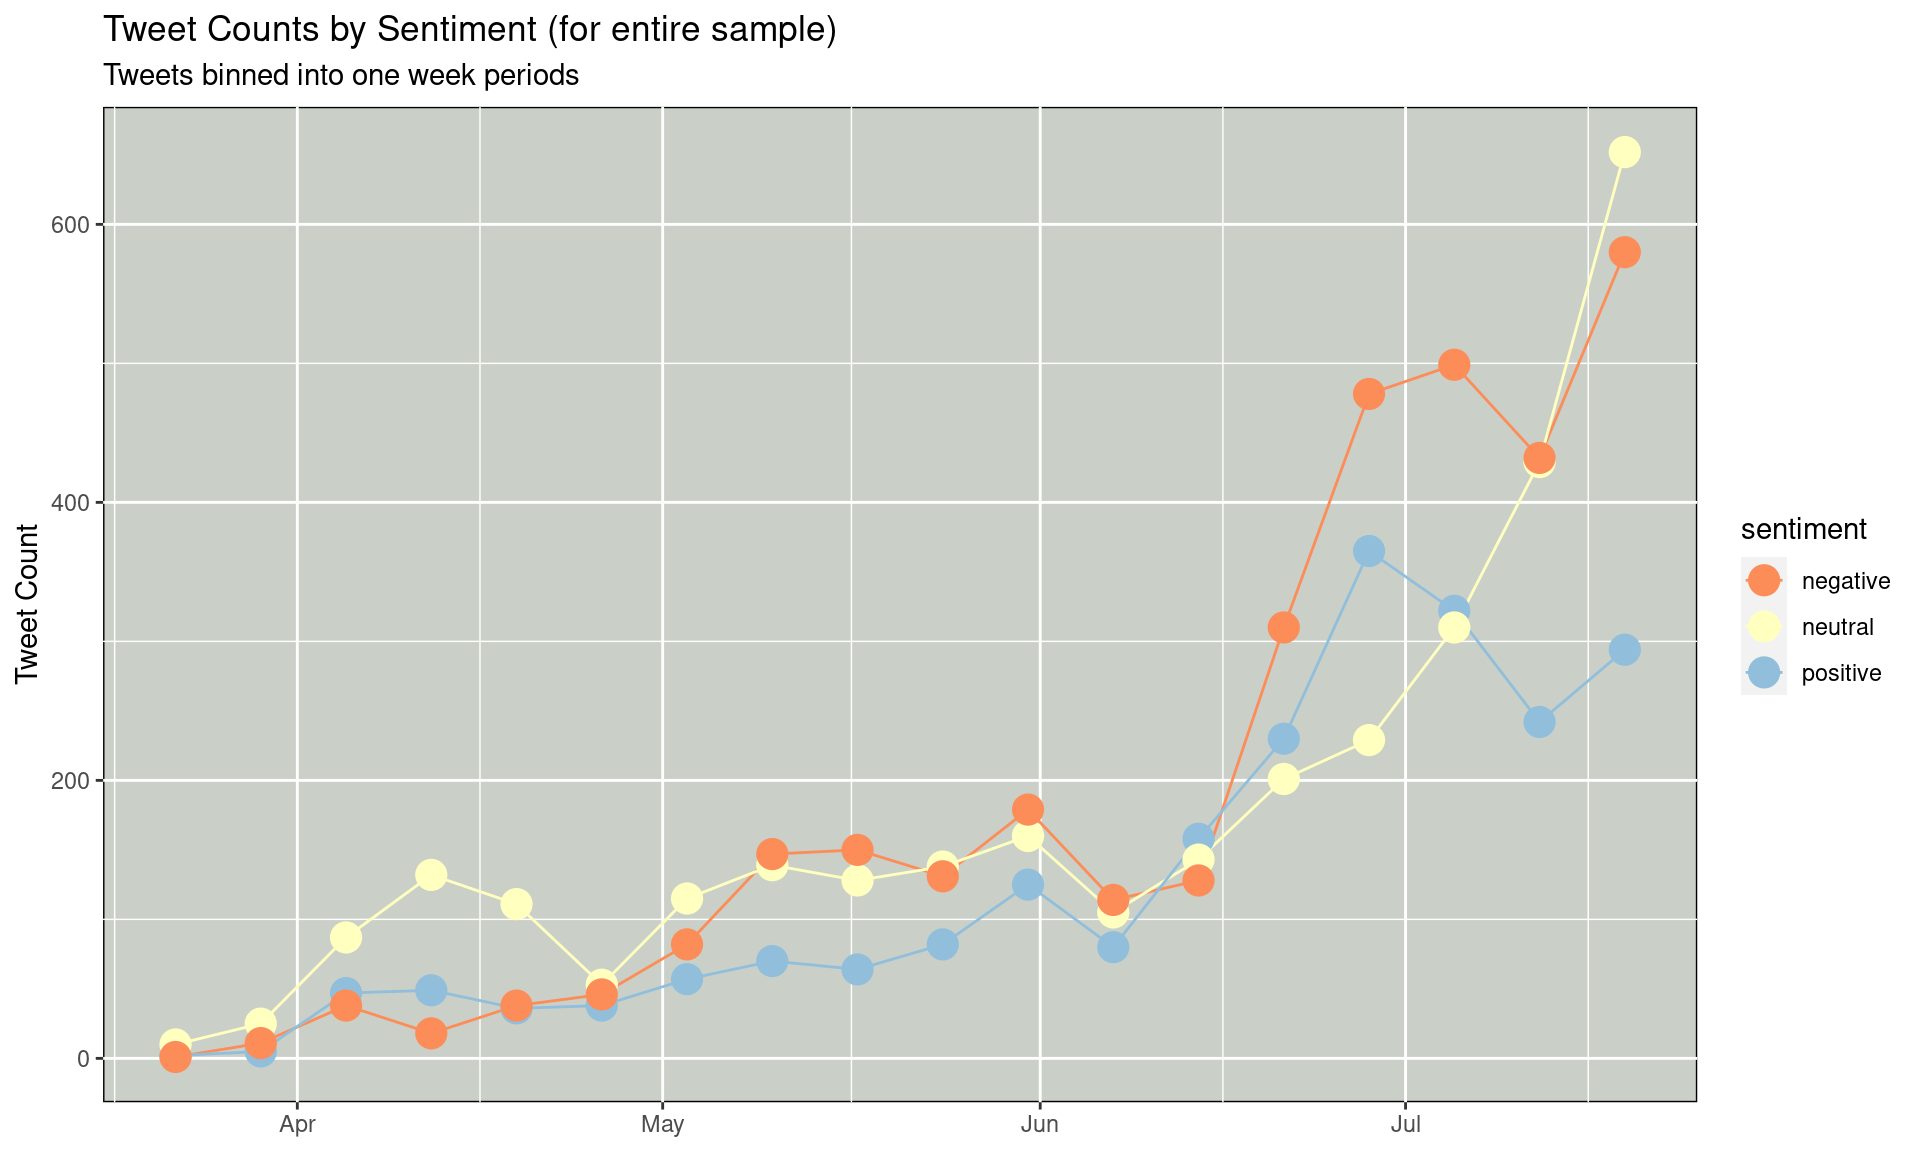 Tweet Counts by Sentiment (for entire sample)
Tweets binned into one week periods
Tweet Count
600
400
200
0
Apr
May
Jun
Jul
sentiment
negative
neutral
positive